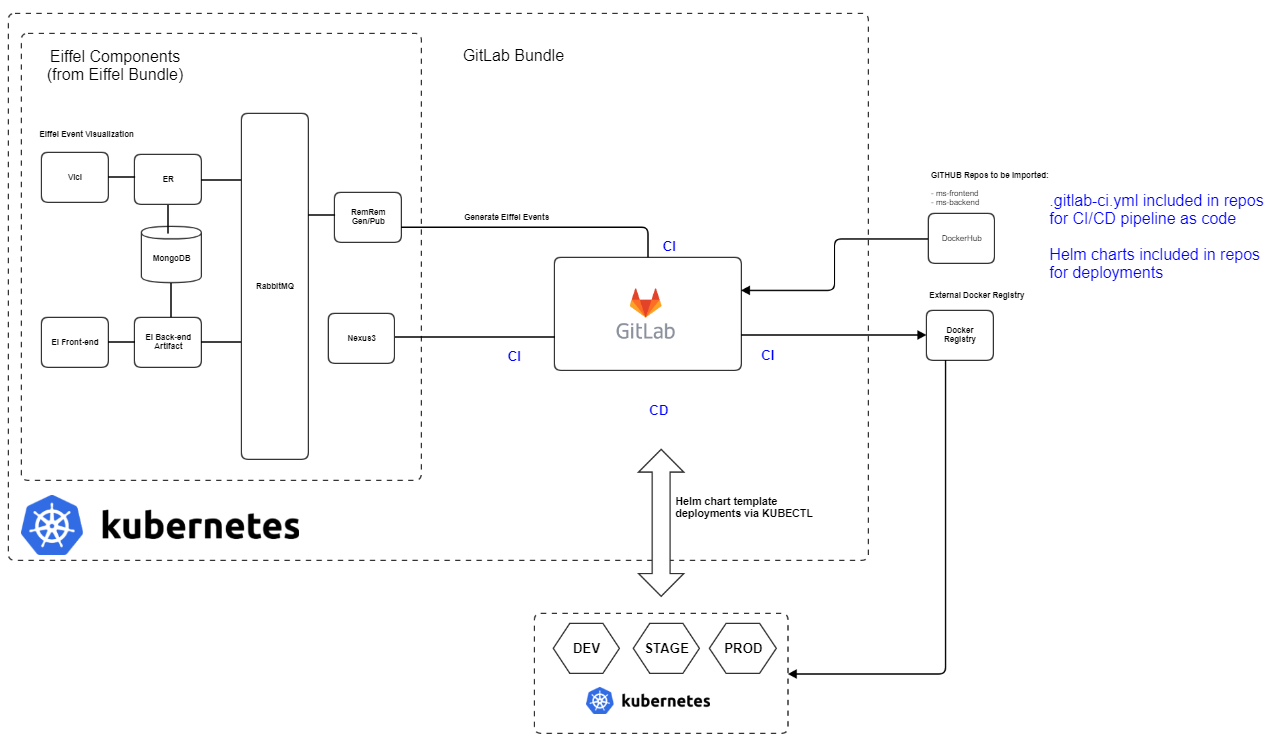 Eiffel Components
(from Eiffel Bundle)
GitLab Bundle
Eiffel Event Visualization
Vici
ER
MongoDB
EI Front-end
EI Back-end
Artifact
RabbitMQ
RemRem
Gen/Pub
Nexus3
Generate Eiffel Events
CI
GitLab
CI
CI
CD
GITHUB Repos to be imported:
- ms-frontend
- ms-backend
DockerHub
.gitlab-ci.yml included in repos
for CI/CD pipeline as code
Helm charts included in repos
for deployments
External Docker Registry
Docker
Registry
kubernetes
Helm chart template
deployments via KUBECTL
DEV
STAGE
PROD
kubernetes